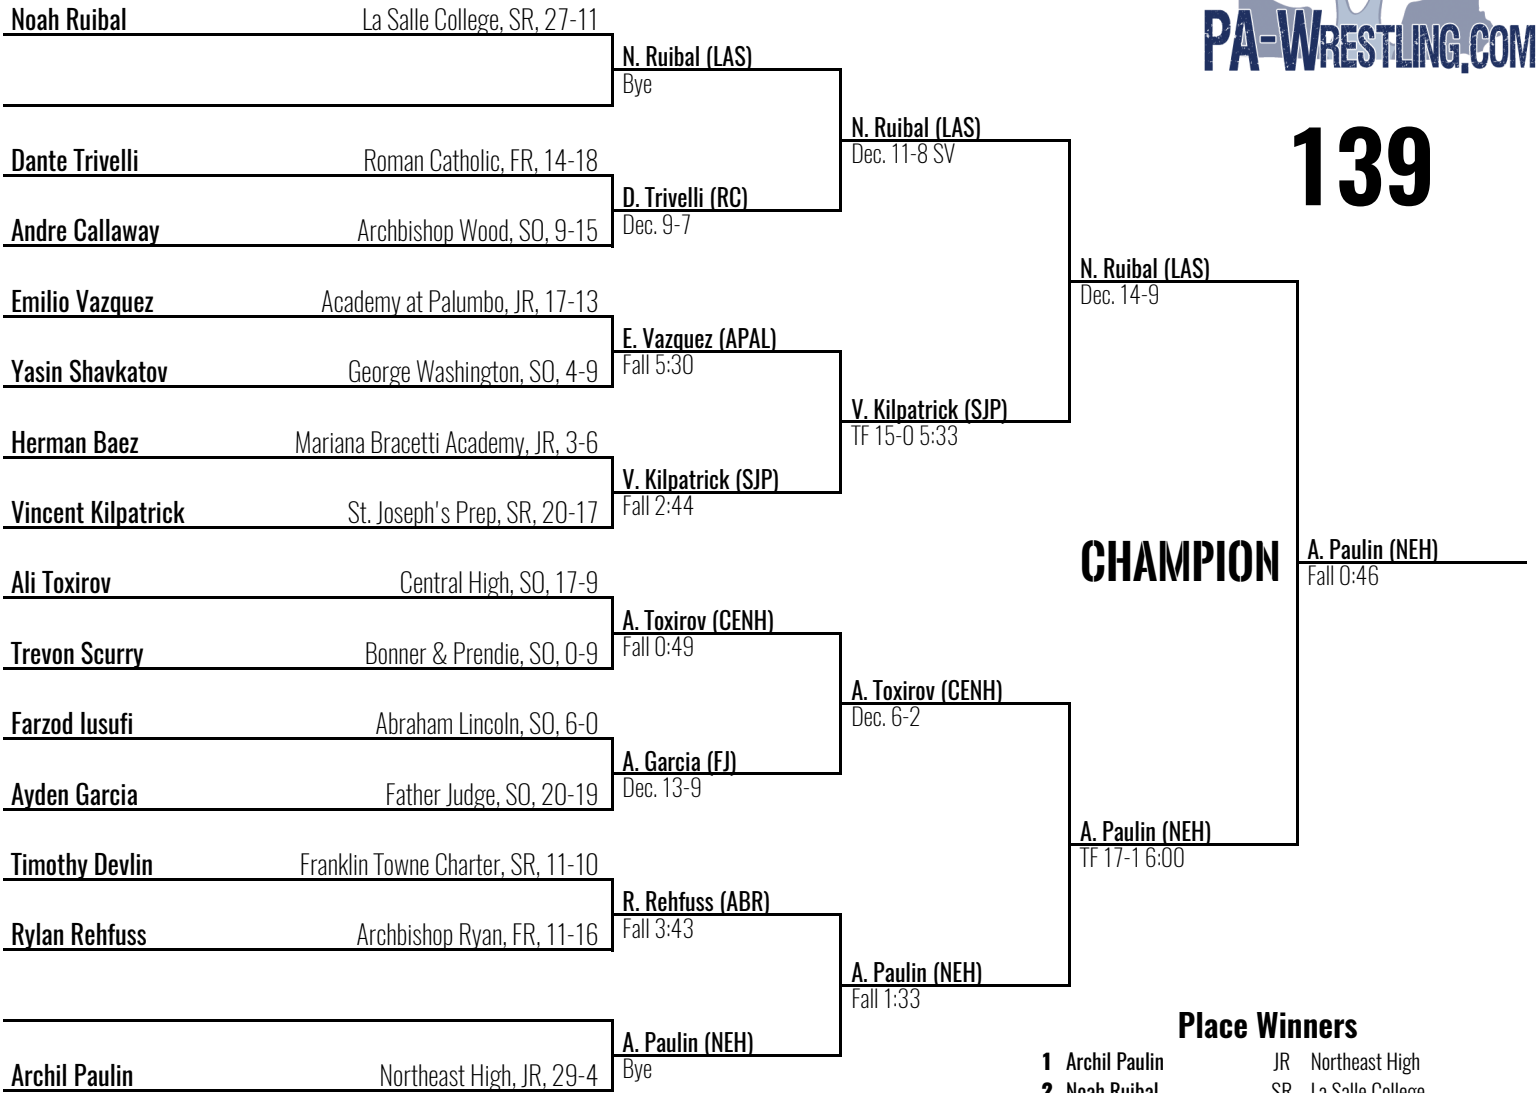 PA-WRESTLING.COM
139
Noah Ruibal La Salle College, SR, 27-11
N. Ruibal (LAS)
Bye
Dante Trivelli Roman Catholic, FR, 14-18
Andre Callaway Archbishop Wood, SO, 9-15
D. Trivelli (RC)
Dec. 9-7
N. Ruibal (LAS)
Dec. 11-8 SV
Emilio Vazquez Academy at Palumbo, JR, 17-13
Yasin Shavkatov George Washington, SO, 4-9
E. Vazquez (APAL)
Fall 5:30
Herman Baez Mariana Bracetti Academy, JR, 3-6
Vincent Kilpatrick St. Joseph's Prep, SR, 20-17
V. Kilpatrick (SJP)
Fall 2:44
V. Kilpatrick (SJP)
TF 15-0 5:33
N. Ruibal (LAS)
Dec. 14-9
Ali Toxirov Central High, SO, 17-9
Trevon Scurry Bonner & Prendie, SO, 0-9
A. Toxirov (CENH)
Fall 0:49
Farzod Iusufi Abraham Lincoln, SO, 6-0
Ayden Garcia Father Judge, SO, 20-19
A. Garcia (FJ)
Dec. 13-9
A. Toxirov (CENH)
Dec. 6-2
Timothy Devlin Franklin Towne Charter, SR, 11-10
Rylan Rehfuss Archbishop Ryan, FR, 11-16
R. Rehfuss (ABR)
Fall 3:43
Archil Paulin Northeast High, JR, 29-4
A. Paulin (NEH)
Bye
A. Paulin (NEH)
Fall 1:33
A. Paulin (NEH)
TF 17-1 6:00
CHAMPION
A. Paulin (NEH)
Fall 0:46
Place Winners
1 Archil Paulin JR Northeast High
2 Noah Ruibal SR La Salle College